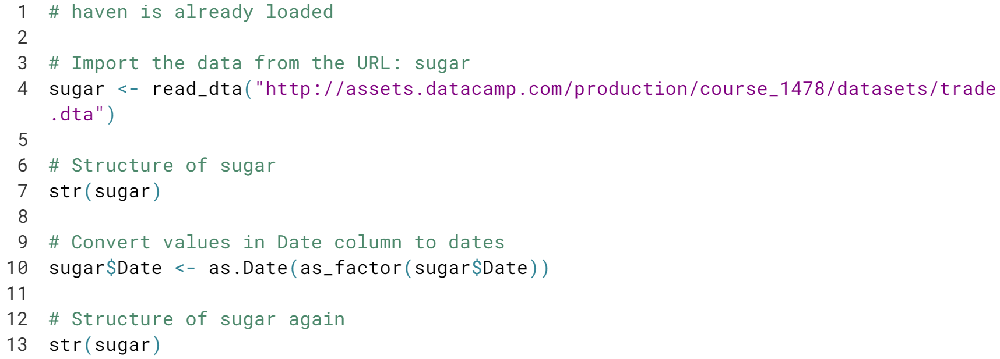 1 # haven is already loaded
2
3 # Import the data from the URL: sugar
4 sugar <- read_dta("http://assets.datacamp.com/production/course_1478/datasets/trade
.dta")
5
6 # Structure of sugar
7 str(sugar)
8
9 # Convert values in Date column to dates
10 sugar$Date <- as.Date(as_factor(sugar$Date))
11
12 # Structure of sugar again
13 str(sugar)